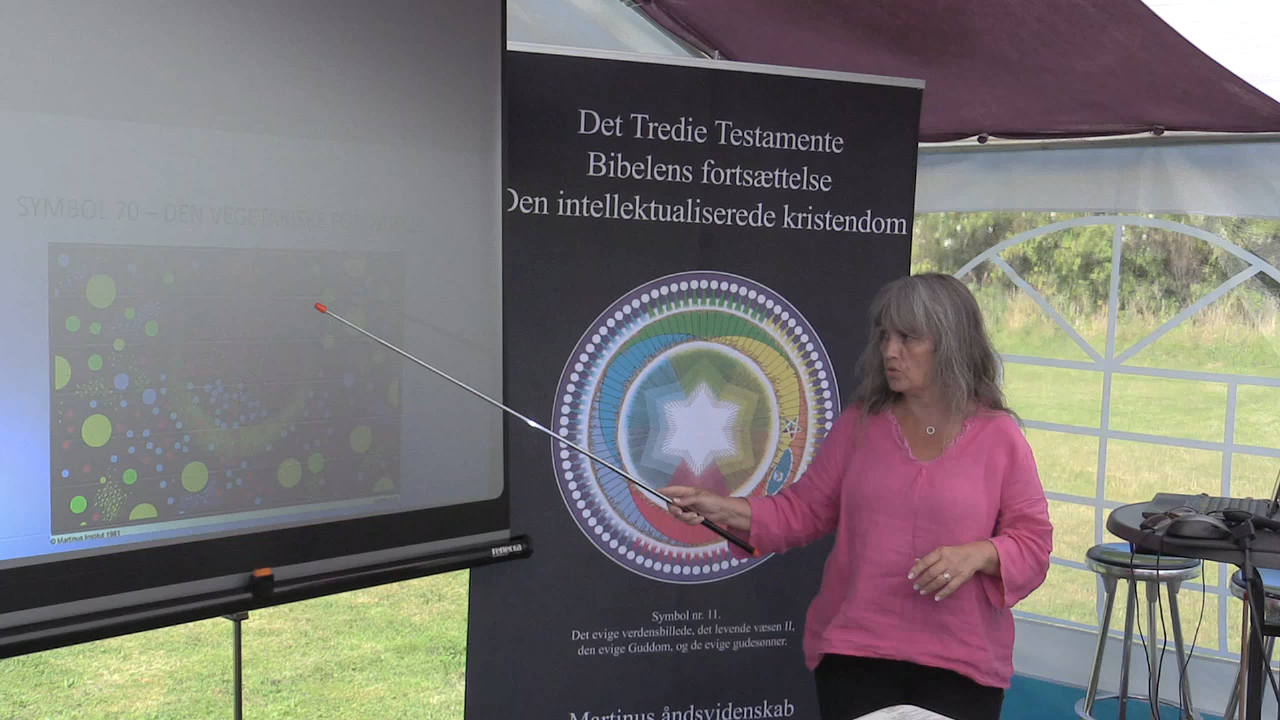 SYMBOL 70 – DEN VEGETARISKE
© Martinus Institut 1981
reflecta
Det Tredie Testamente
Bibelens fortsættelse
Den intellektualiserede kristendom
Symbol nr. 11.
Det evige verdensbillede, det levende væsen II,
den evige Guddom, og de evige gudesønner.
Martinus åndsvidenskab